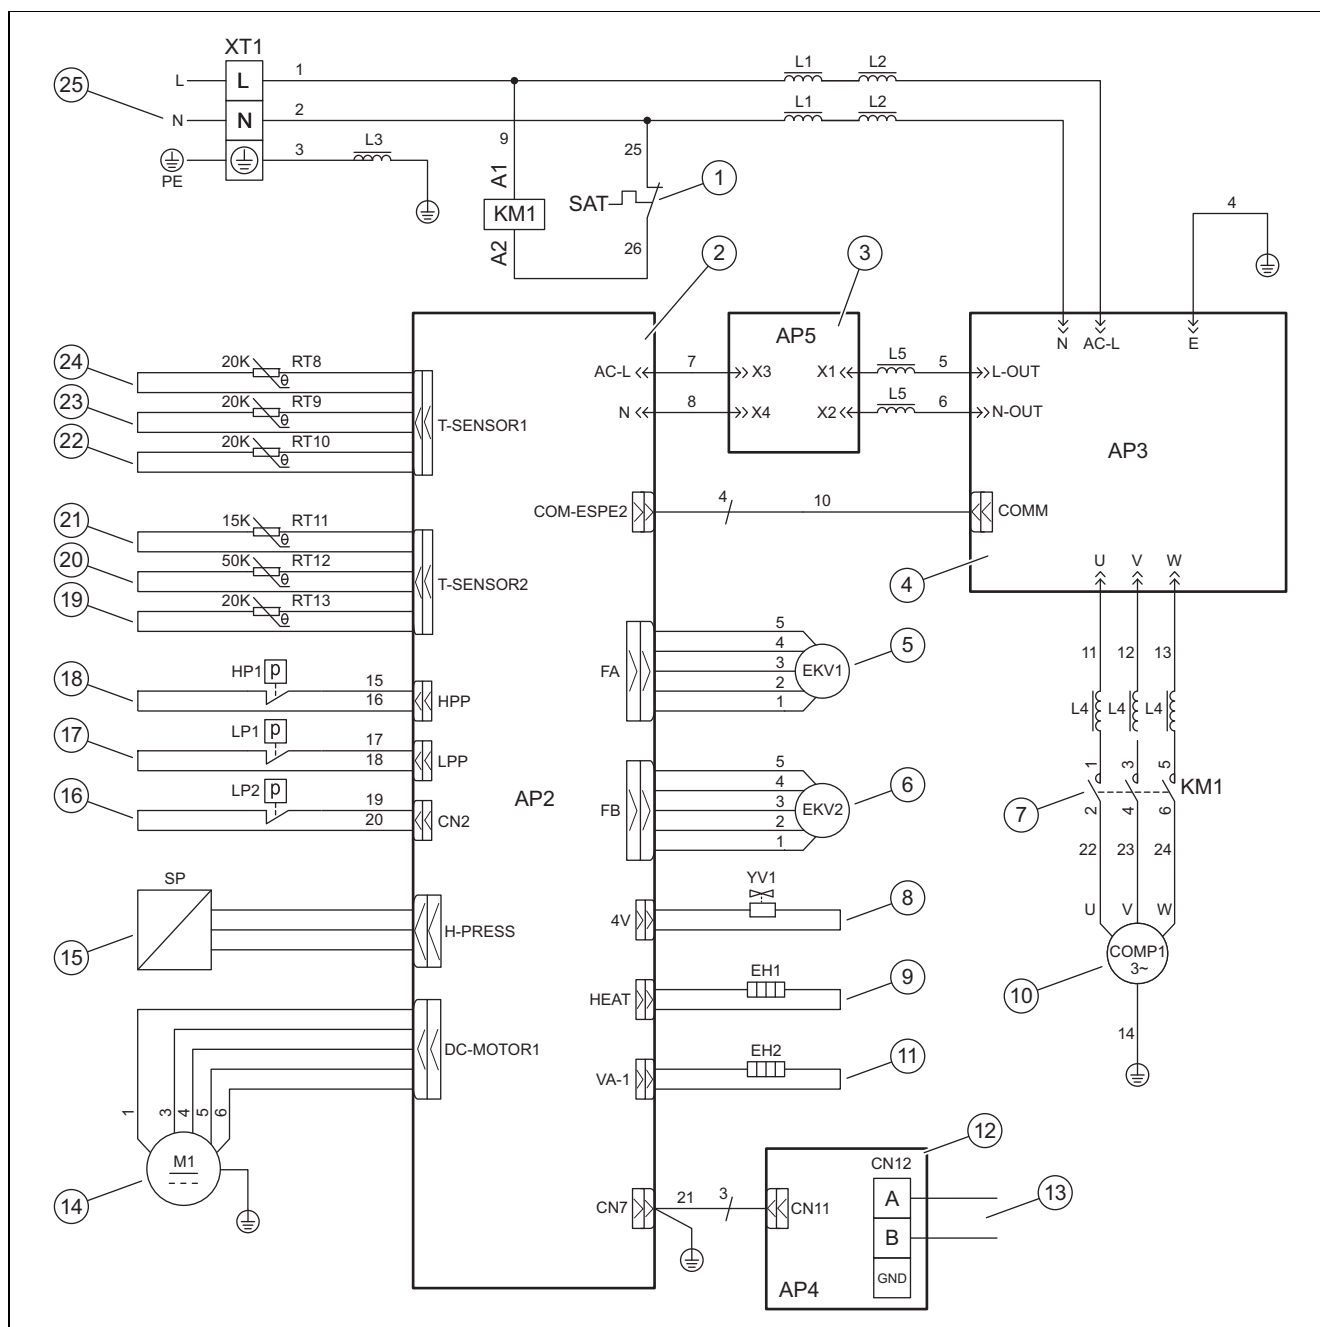 XT1
25
L
L
1
L1
L2
N
N
2
L1
L2
PE
3
L3
9
A1
KM1
A2
25
SAT
26
1
4
2
3
24
20K
RT8
23
20K
RT9
22
20K
RT10
T-SENSOR1
21
15K
RT11
20
50K
RT12
19
20K
RT13
T-SENSOR2
18
HP1
p
15
16
HPP
17
LP1
p
17
18
LPP
16
LP2
p
19
20
CN2
15
SP
H-PRESS
DC-MOTOR1
1
3
4
5
6
14
M1
AP2
AC-L
7
X3
N
8
X4
AP5
X1
L5
5
L-OUT
X2
L5
6
N-OUT
N
AC-L
E
AP3
COM-ESPE2
4
10
COMM
U
V
W
4
FA
5
4
3
2
1
EKV1
5
FB
5
4
3
2
1
EKV2
6
4V
YV1
8
HEAT
EH1
9
VA-1
EH2
11
11
12
13
L4
L4
L4
1
3
5
KM1
7
2
4
6
22
23
24
U
V
W
COMP1
3~
10
14
CN7
21
3
CN11
12
CN12
A
B
GND
13
AP4